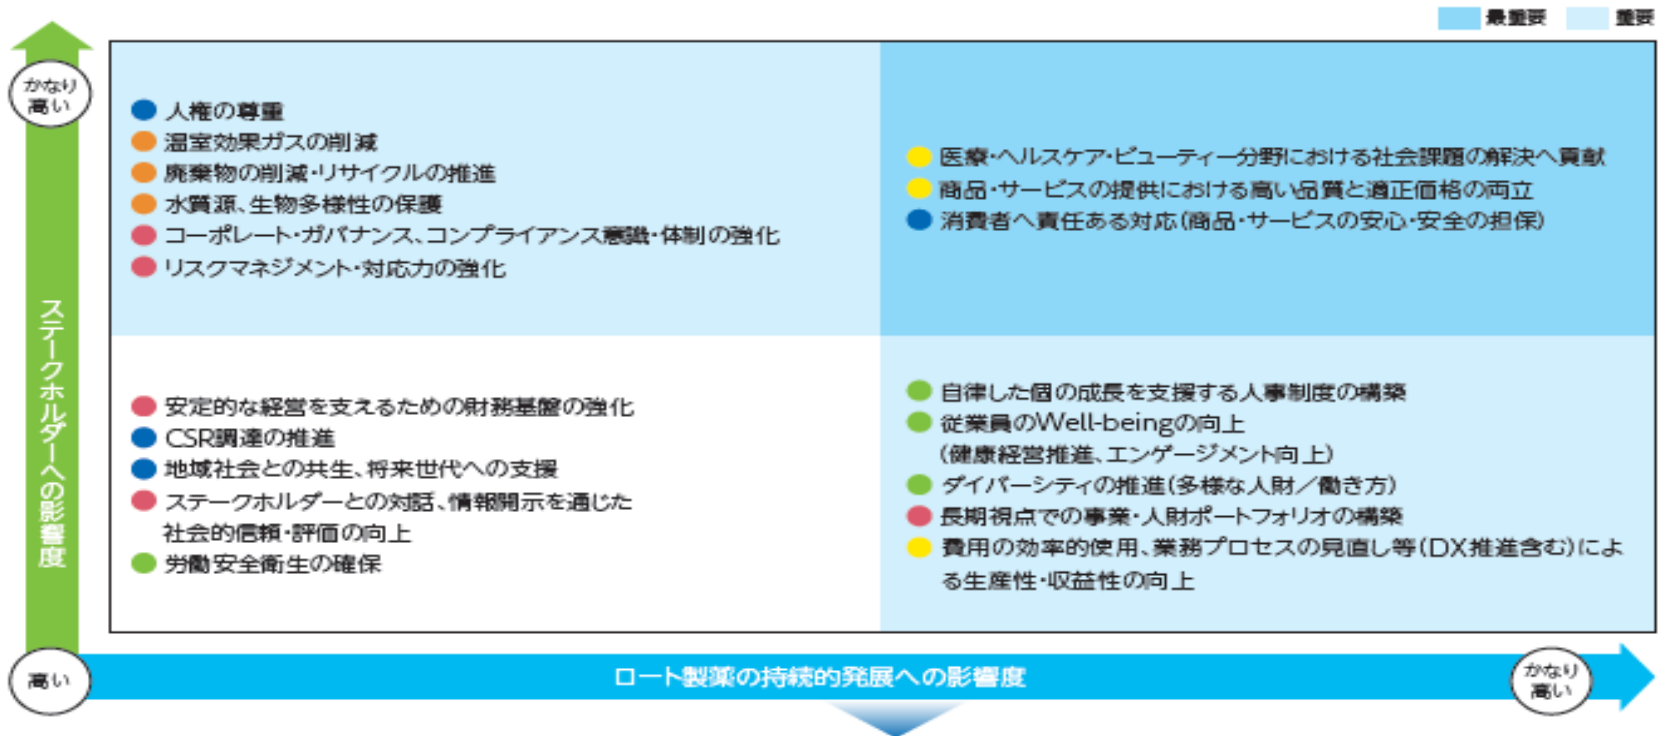 最重要 重要
かなり
高い
人権の尊重
温室効果ガスの削減
廃棄物の削減・リサイクルの推進
水質源、生物多様性の保護
コーポレート・ガバナンス、コンプライアンス意識・体制の強化
リスクマネジメント・対応力の強化
医療・ヘルスケア・ビューティー分野における社会課題の解決へ貢献
商品・サービスの提供における高い品質と適正価格の両立
消費者へ責任ある対応(商品・サービスの安心・安全の担保)
ステークホルダーへの影響度
安定的な経営を支えるための財務基盤の強化
CSR調達の推進
地域社会との共生、将来世代への支援
ステークホルダーとの対話、情報開示を通じた
社会的信頼・評価の向上
労働安全衛生の確保
自律した個の成長を支援する人事制度の構築
従業員のWell-beingの向上
(健康経営推進、エンゲージメント向上)
ダイバーシティの推進(多様な人財／働き方)
長期視点での事業・人財ポートフォリオの構築
費用の効率的使用、業務プロセスの見直し等(DX推進含む)によ
る生産性・収益性の向上
高い
ロート製薬の持続的発展への影響度
かなり
高い